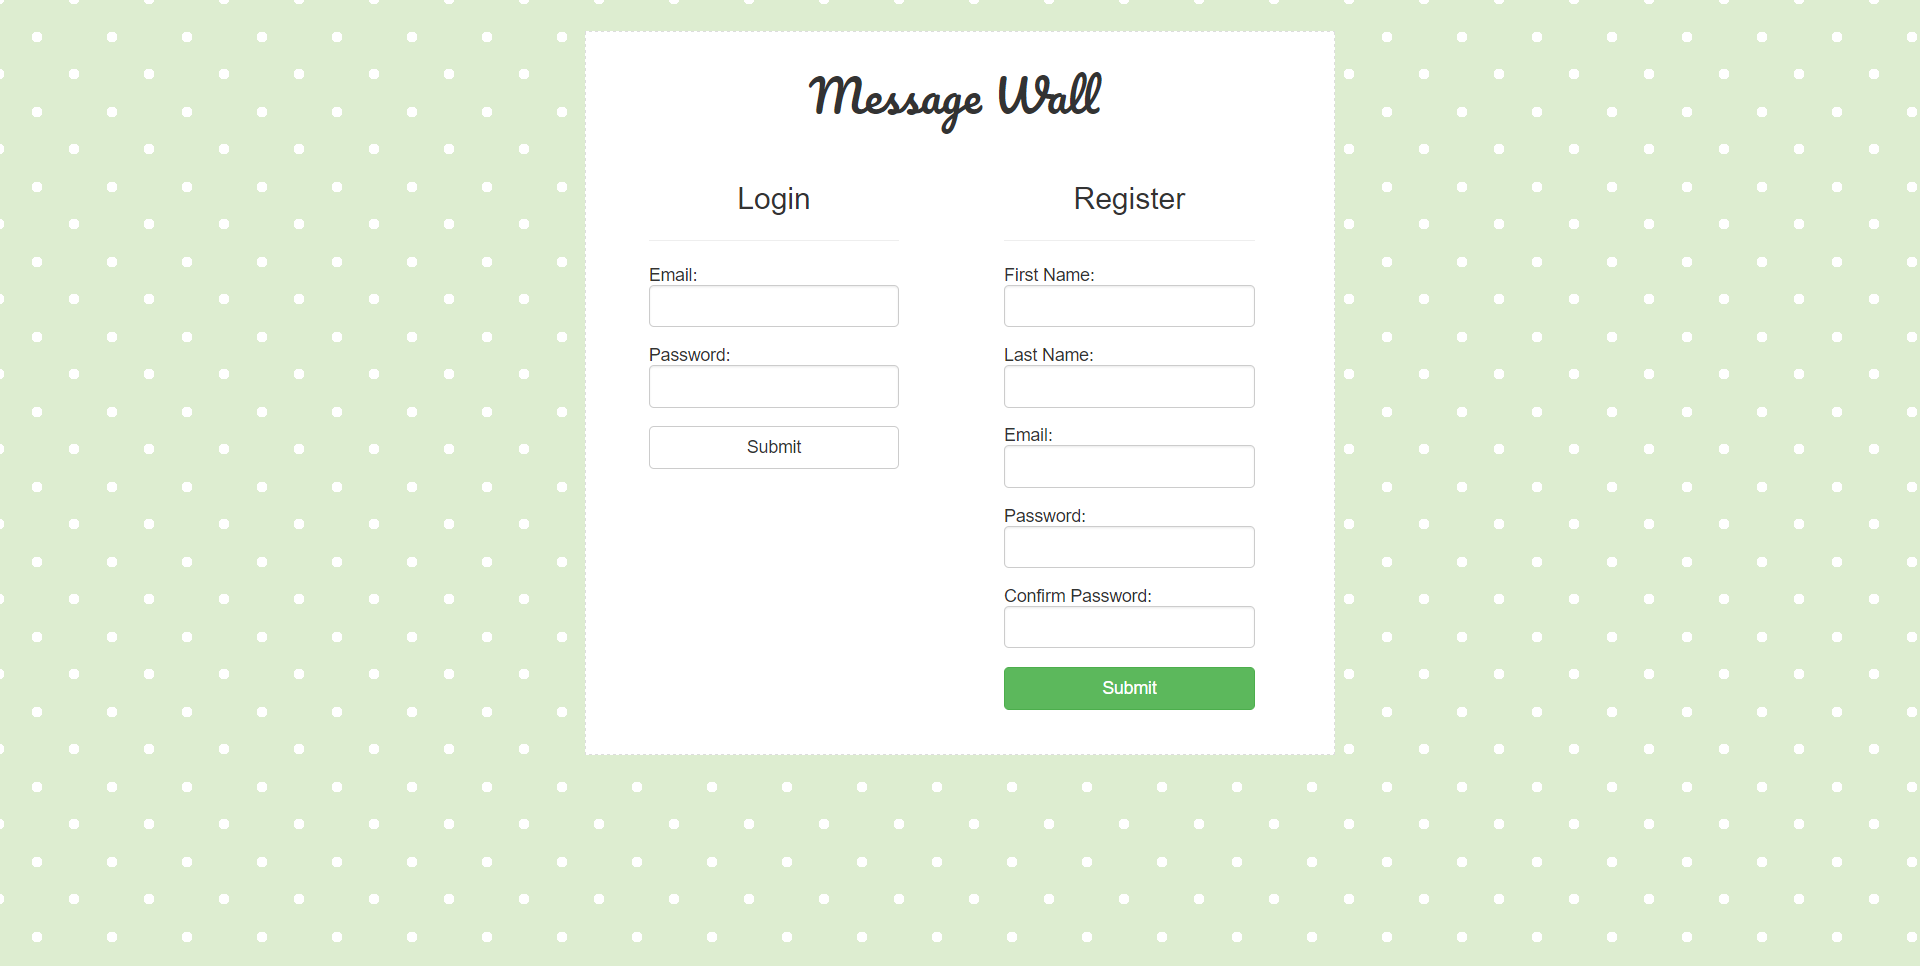 Message Wall
Login
Email:
Password:
Submit
Register
First Name:
Last Name:
Email:
Password:
Confirm Password:
Submit